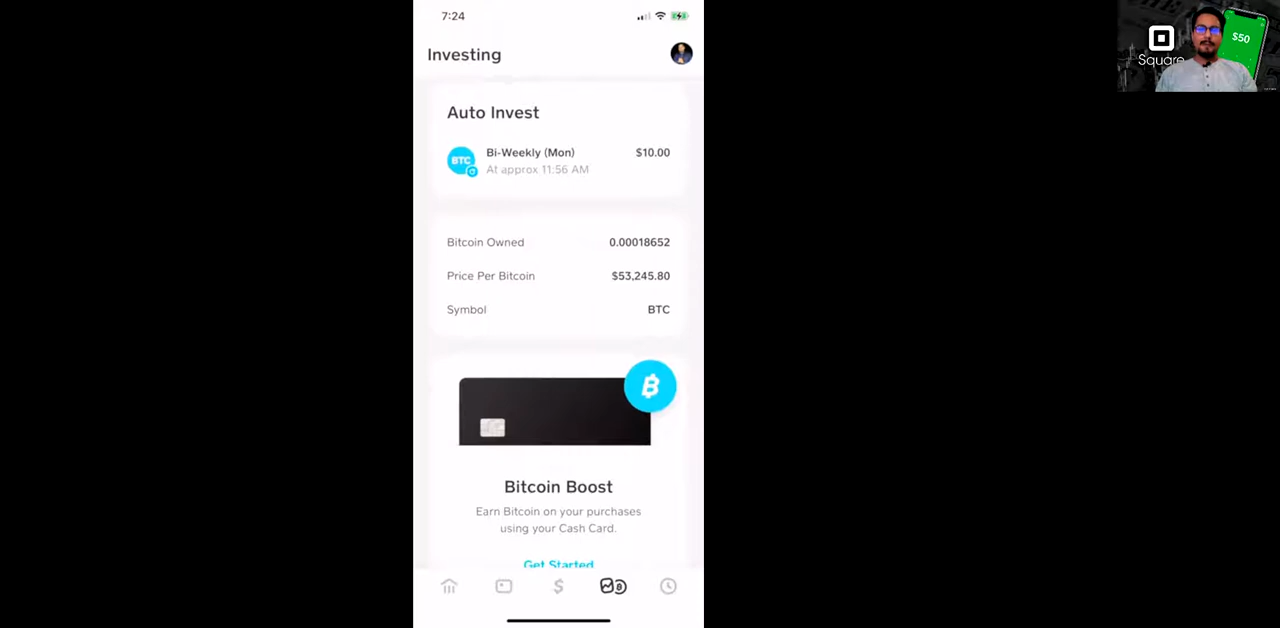 7:24
Investing
Auto Invest
BTC
Bi-Weekly (Mon) $10.00
At approx 11:56 AM
Bitcoin Owned 0.00018652
Price Per Bitcoin $53,245.80
Symbol BTC
Bitcoin Boost
Earn Bitcoin on your purchases
using your Cash Card.
Get Started
$50
Square